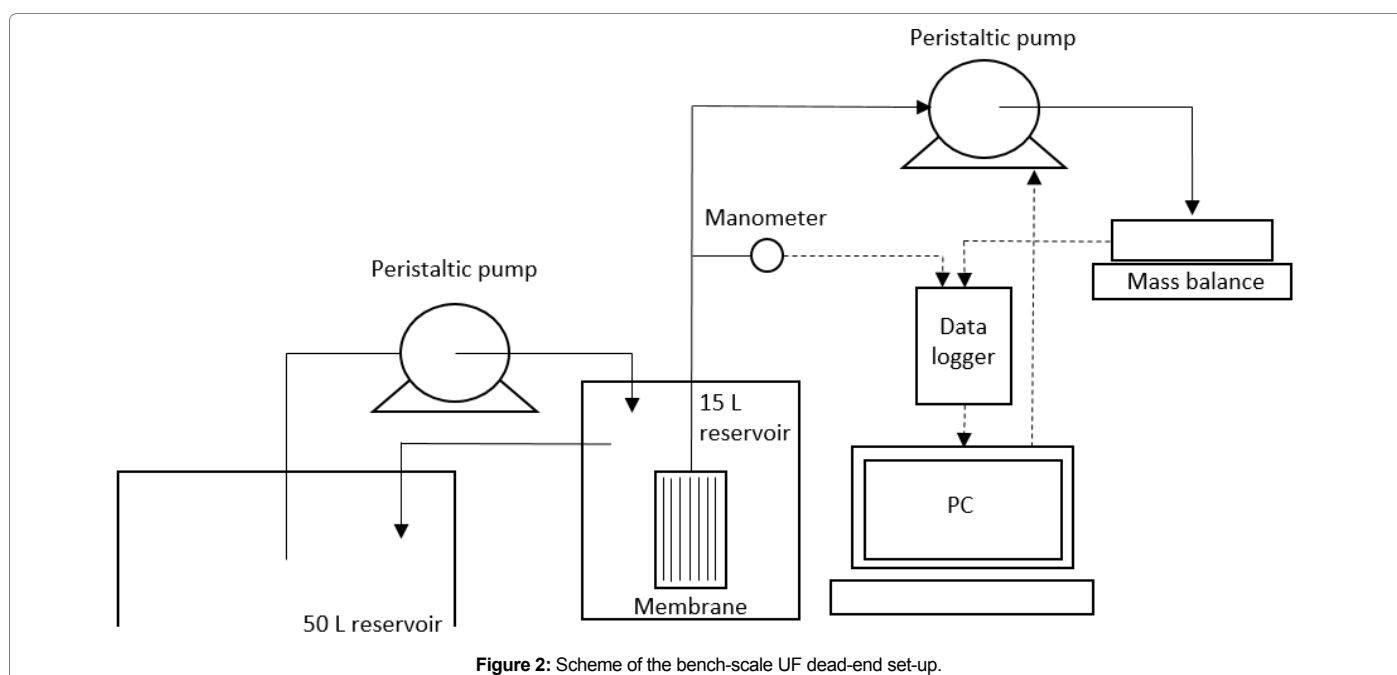 Peristaltic pump
Manometer
Peristaltic pump
Mass balance
Data
logger
15 L
reservoir
PC
Membrane
50 L reservoir
Figure 2: Scheme of the bench-scale UF dead-end set-up.